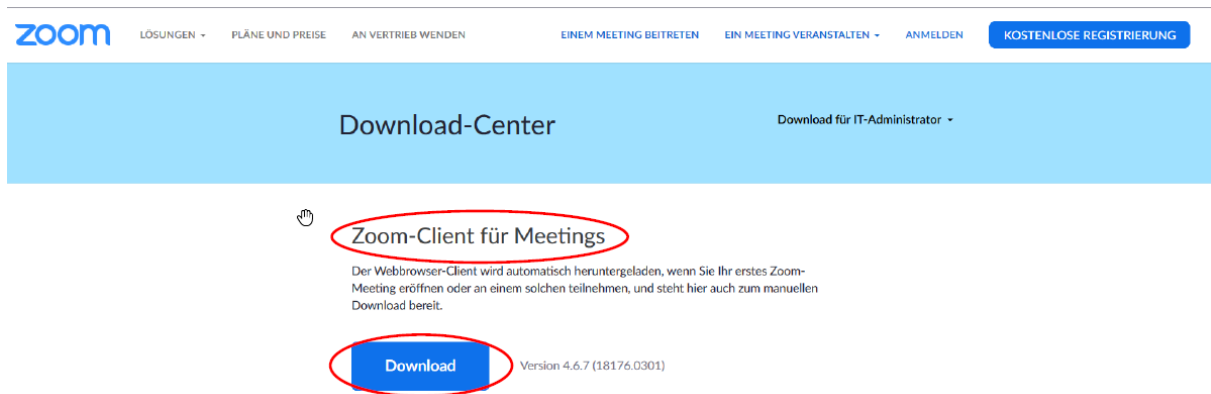 zoom LÖSUNGEN PLÄNE UND PREISE AN VERTRIEB WENDEN EINEM MEETING BEITRETEN EIN MEETING VERANSTALTEN ANMELDEN KOSTENLOSE REGISTRIERUNG
Download-Center Download für IT-Administrator
Zoom-Client für Meetings
Der Webbrowser-Client wird automatisch heruntergeladen, wenn Sie Ihr erstes Zoom-
Meeting eröffnen oder an einem solchen teilnehmen, und steht hier auch zum manuellen
Download bereit.
Download Version 4.6.7 (18176.0301)